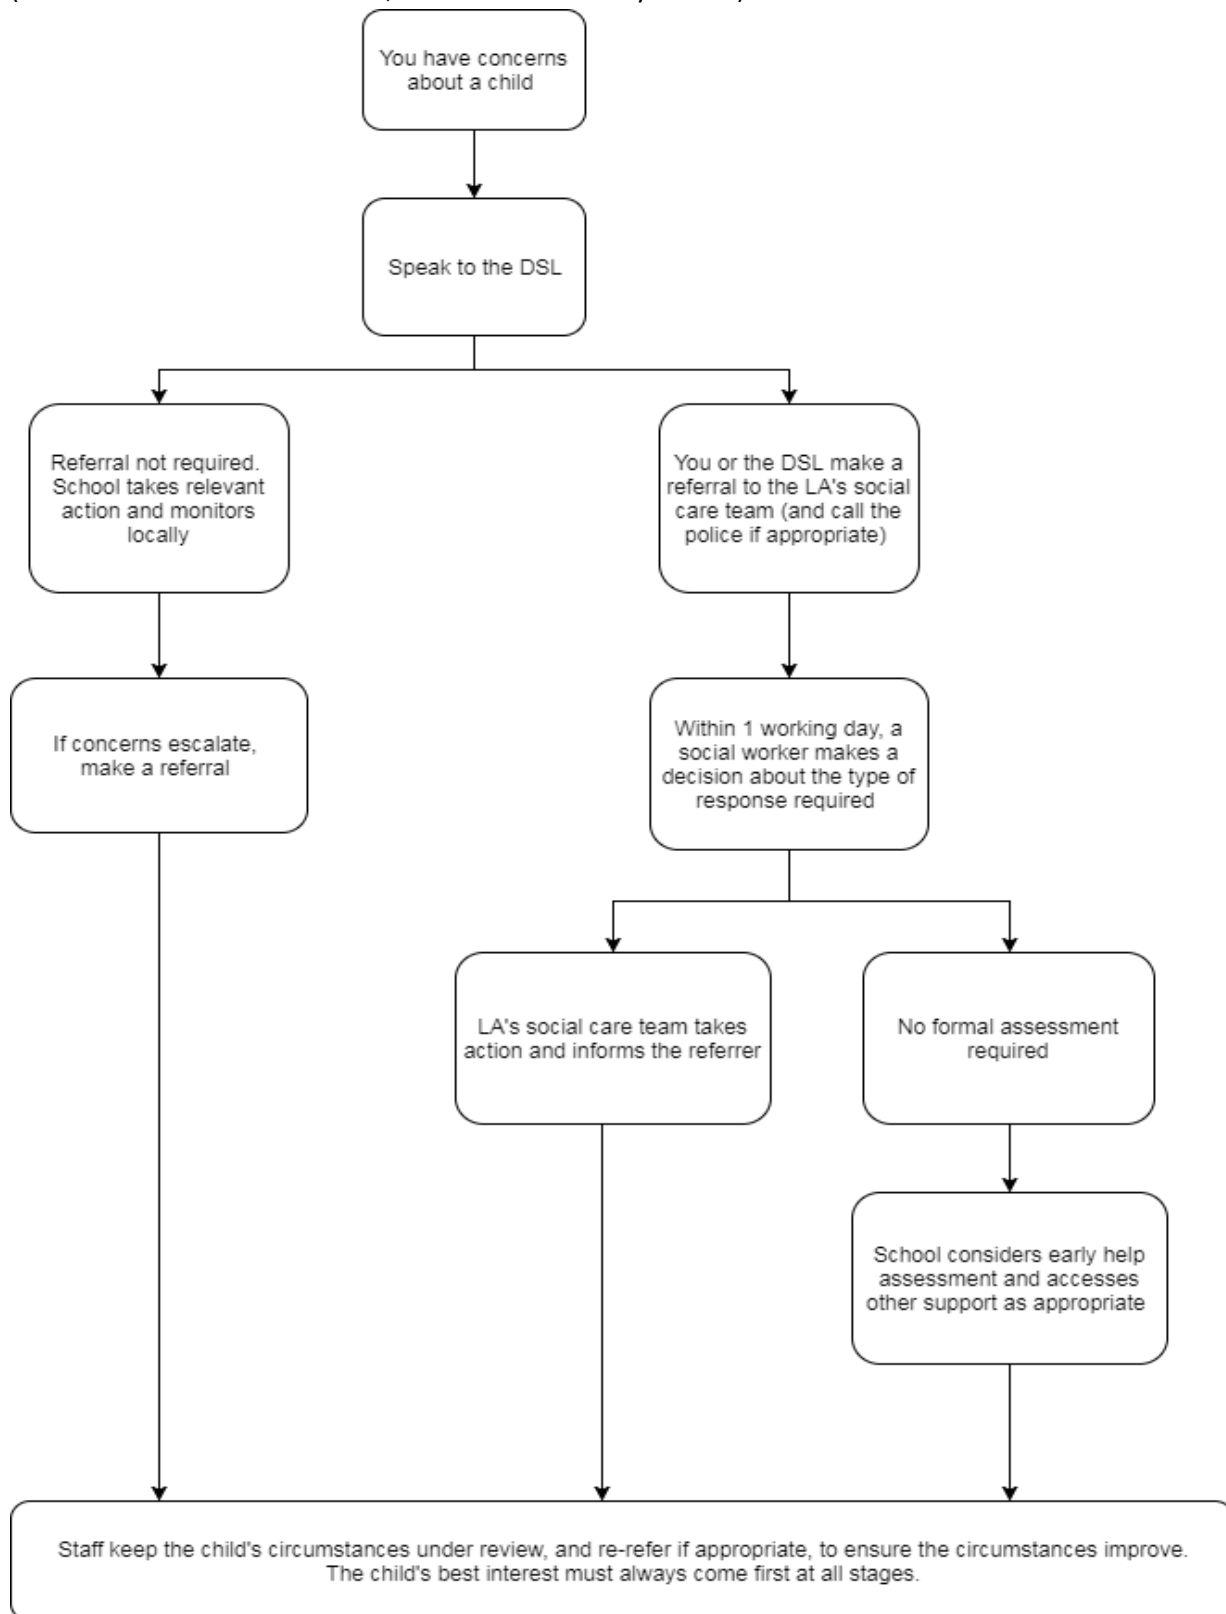 You have concerns
about a child
Speak to the DSL
Referral not required.
School takes relevant
action and monitors
locally
You or the DSL make a
referral to the LA's social
care team (and call the
police if appropriate)
If concerns escalate,
make a referral
Within 1 working day, a
social worker makes a
decision about the type of
response required
LA's social care team takes
action and informs the referrer
No formal assessment
required
School considers early help
assessment and accesses
other support as appropriate
Staff keep the child's circumstances under review, and re-refer if appropriate, to ensure the circumstances improve.
The child's best interest must always come first at all stages.